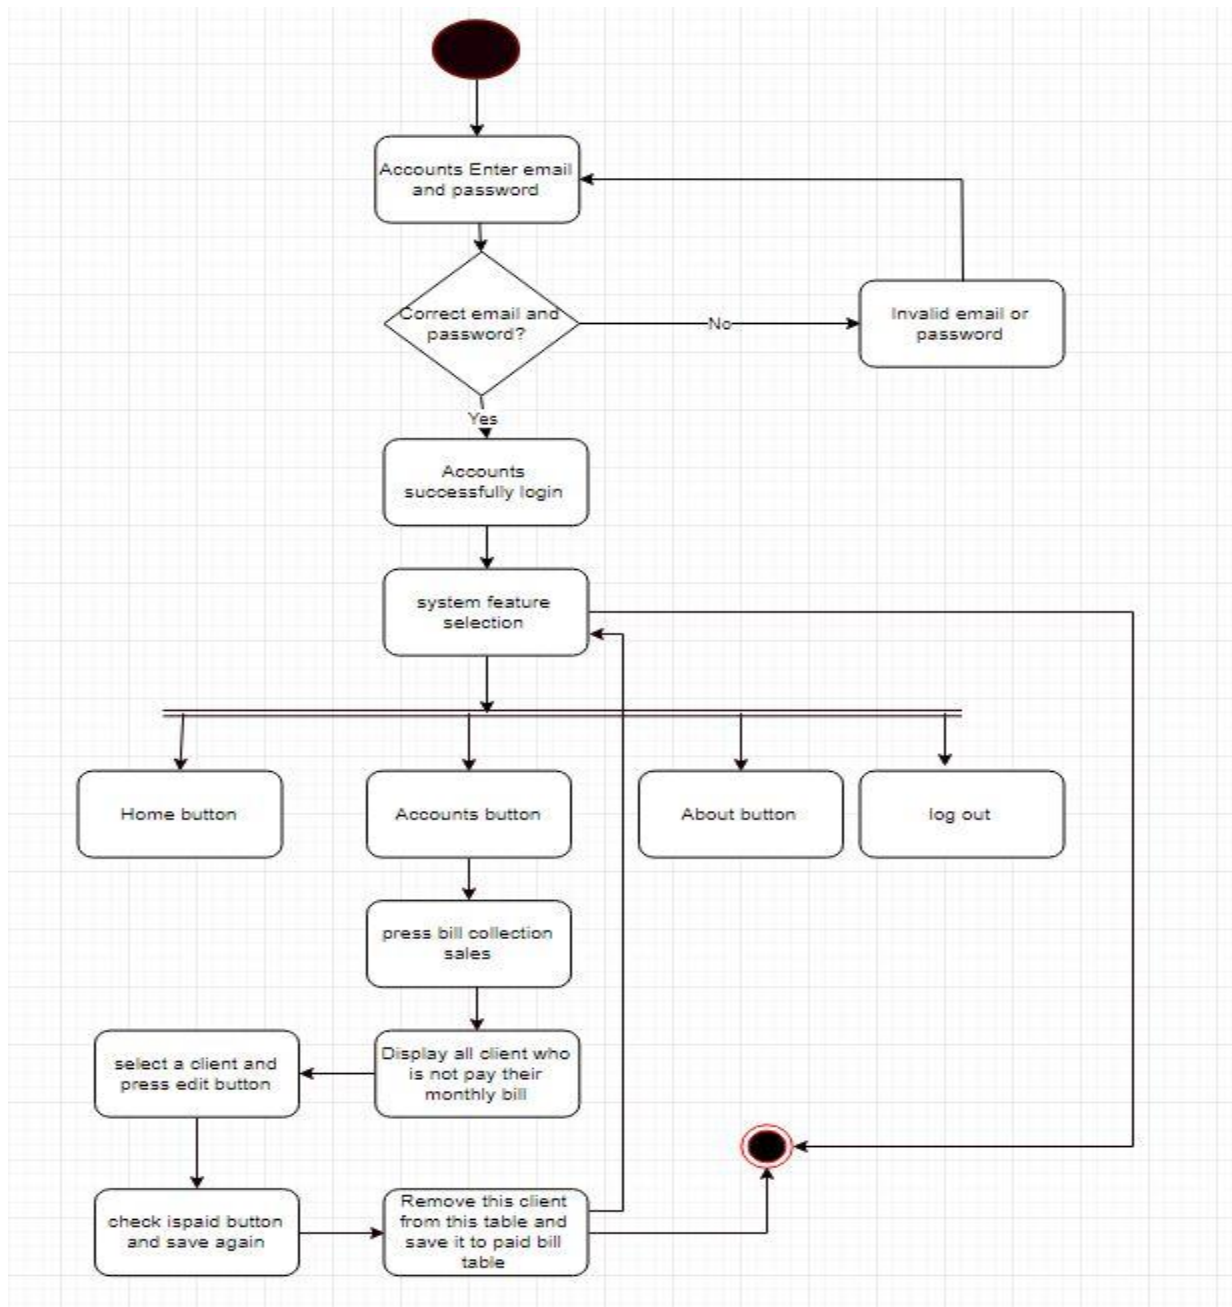 Accounts Enter email
and password
Correct email and
password?
No
Invalid email or
password
Yes
Accounts
successfully login
system feature
selection
Home button
Accounts button
About button
log out
press bill collection
sales
Display all client who
is not pay their
monthly bill
select a client and
press edit button
check ispaid button
and save again
Remove this client
from this table and
save it to paid bill
table